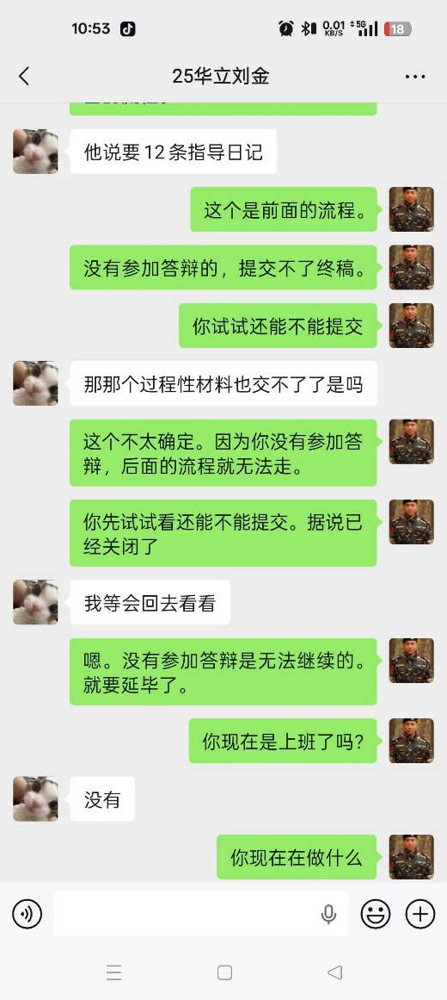 10:53
0.01
KB/S
5G
18
25华立刘金
他说要12条指导日记
这个是前面的流程。
没有参加答辩的，提交不了终稿。
你试试还能不能提交
那那个过程性材料也交不了了是吗
这个不太确定。因为你没有参加答
辩，后面的流程就无法走。
你先试试看还能不能提交。据说已
经关闭了
我等会回去看看
嗯。没有参加答辩是无法继续的。
就要延毕了。
你现在是上班了吗？
没有
你现在在做什么